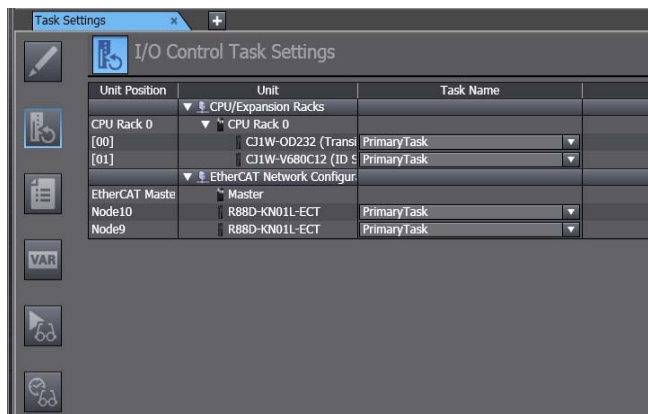 Task Settings × +
I/O Control Task Settings
Unit Position Unit Task Name
▼ CPU/Expansion Racks
CPU Rack 0 ▼ CPU Rack 0
[00] CJ1W-OD232 (Transi PrimaryTask ▼
[01] CJ1W-V680C12 (ID S PrimaryTask ▼
▼ EtherCAT Network Configur
EtherCAT Maste Master
Node10 R88D-KN01L-ECT PrimaryTask ▼
Node9 R88D-KN01L-ECT PrimaryTask ▼
VAR